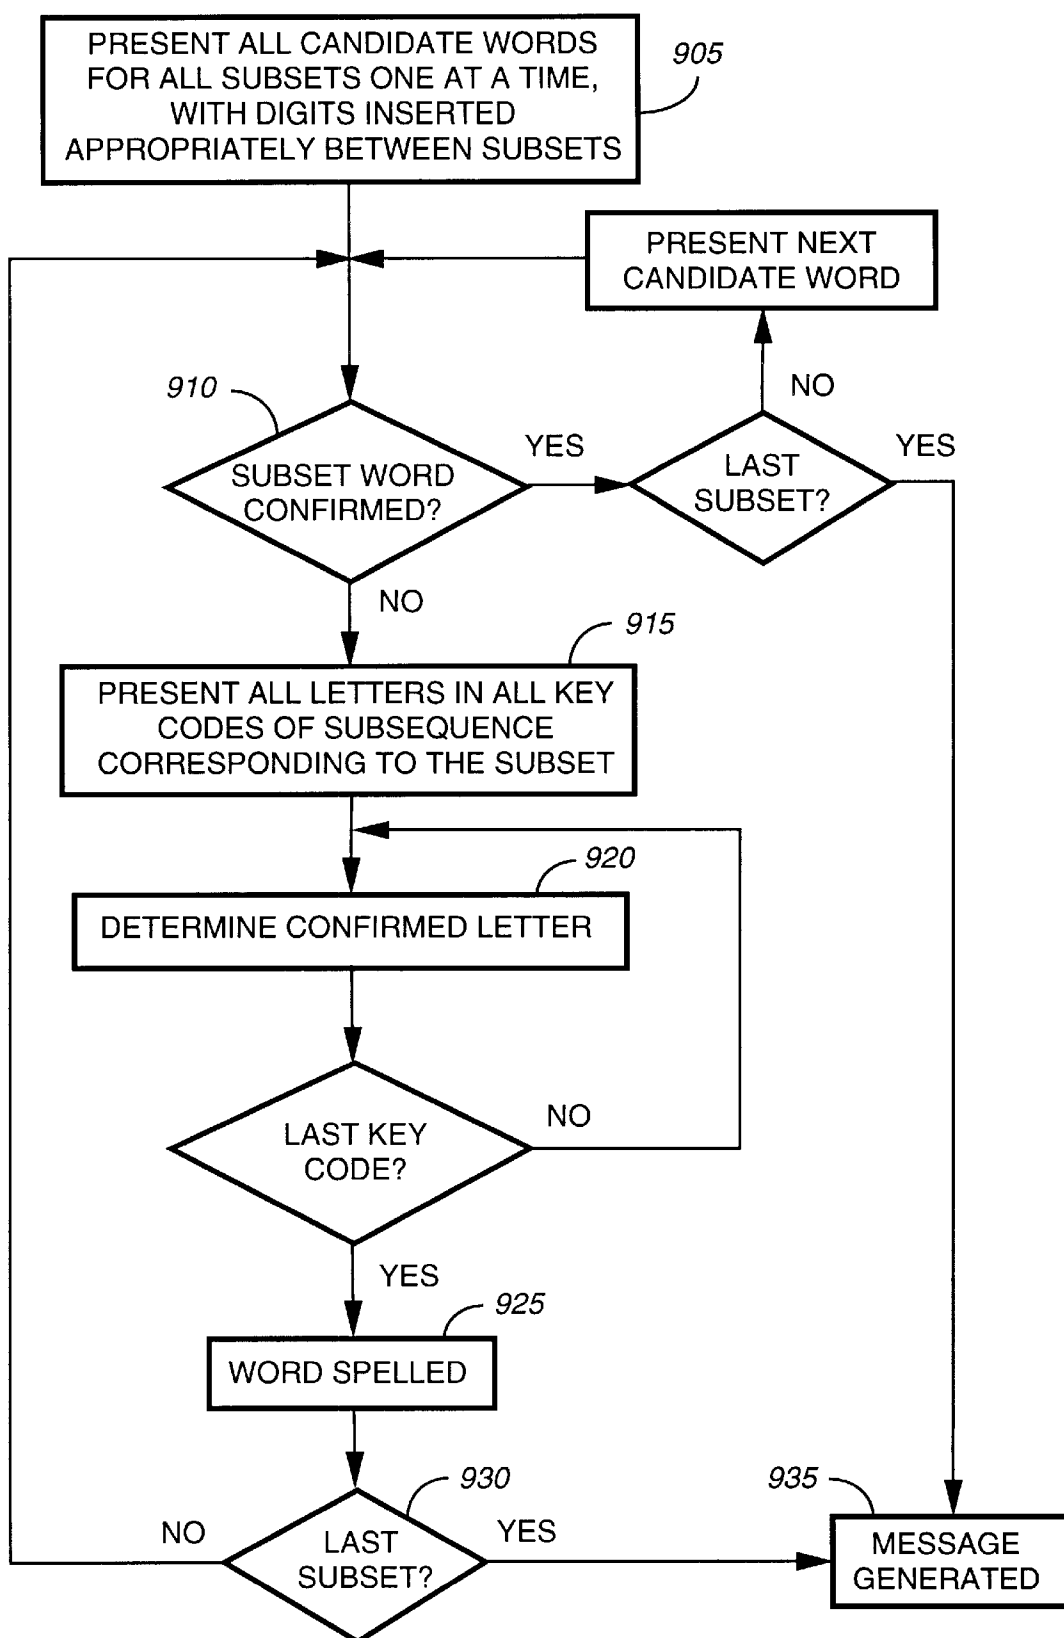 PRESENT ALL CANDIDATE WORDS
FOR ALL SUBSETS ONE AT A TIME,
WITH DIGITS INSERTED
APPROPRIATELY BETWEEN SUBSETS
905
PRESENT NEXT
CANDIDATE WORD
NO
910
SUBSET WORD
CONFIRMED?
YES
LAST
SUBSET?
YES
NO
915
PRESENT ALL LETTERS IN ALL KEY
CODES OF SUBSEQUENCE
CORRESPONDING TO THE SUBSET
920
DETERMINE CONFIRMED LETTER
LAST KEY
CODE?
NO
YES
925
WORD SPELLED
930
NO
LAST
SUBSET?
YES
935
MESSAGE
GENERATED